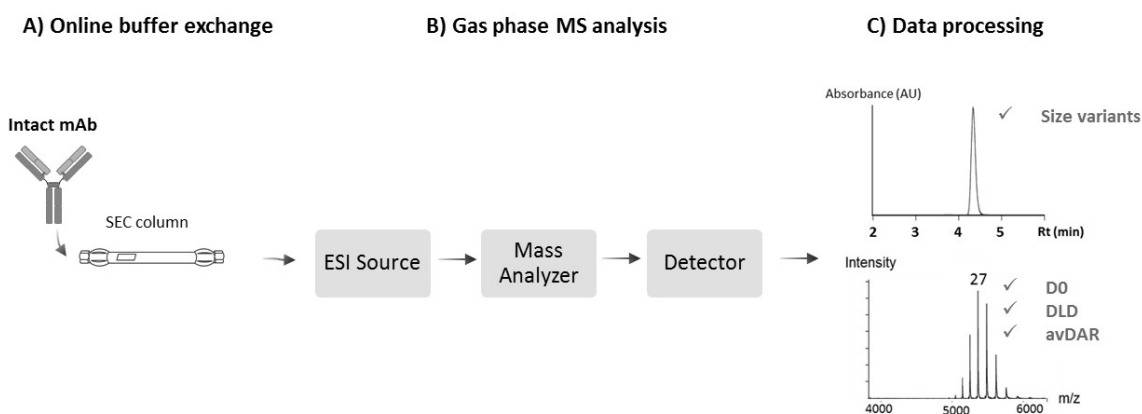 A) Online buffer exchange
B) Gas phase MS analysis
C) Data processing
Intact mAb
SEC column
ESI Source
Mass
Analyzer
Detector
Absorbance (AU)
✓ Size variants
2 3 4 5 Rt (min)
Intensity
27
✓ D0
✓ DLD
✓ avDAR
m/z
4000 5000 6000